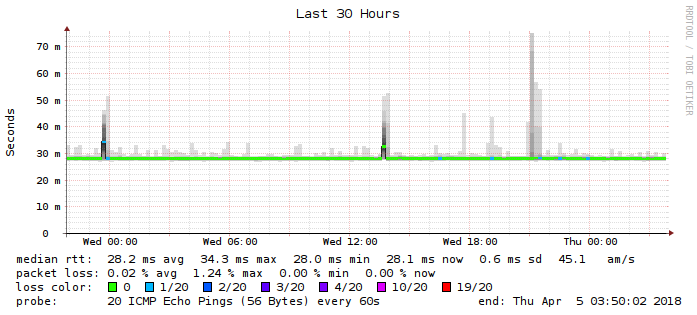 Last 30 Hours
RRDTOOL / TOBI OETIKER
Seconds
70 m
60 m
50 m
40 m
30 m
20 m
10 m
0
Wed 00:00 Wed 06:00 Wed 12:00 Wed 18:00 Thu 00:00
median rtt: 28.2 ms avg 34.3 ms max 28.0 ms min 28.1 ms now 0.6 ms sd 45.1 am/s
packet loss: 0.02 % avg 1.24 % max 0.00 % min 0.00 % now
loss color: 0 1/20 2/20 3/20 4/20 10/20 19/20
probe: 20 ICMP Echo Pings (56 Bytes) every 60s end: Thu Apr 5 03:50:02 2018